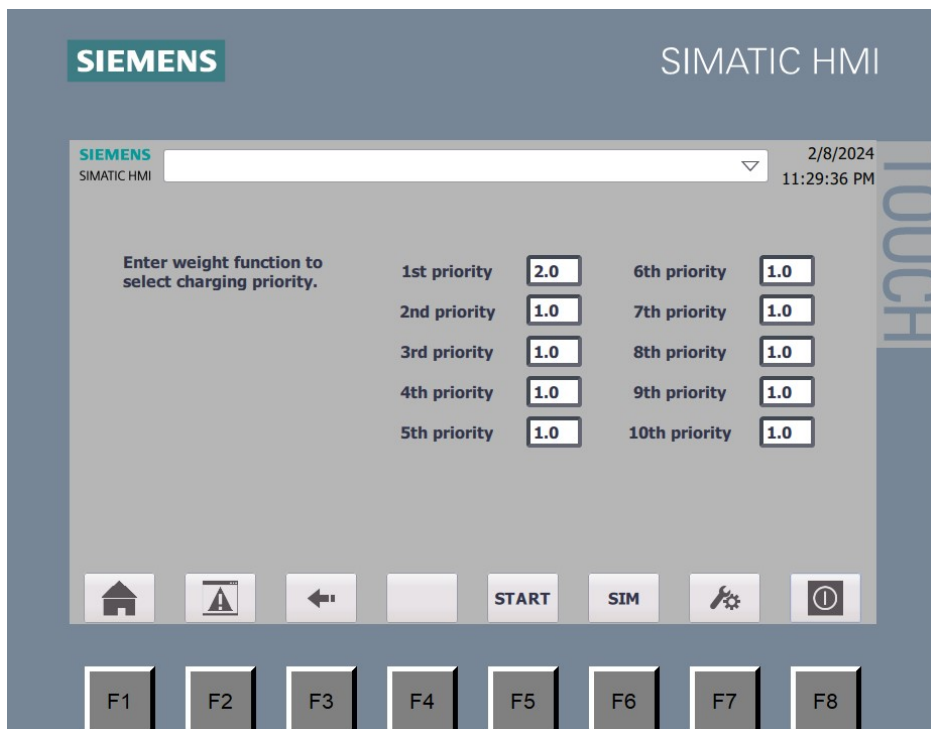 SIEMENS
SIMATIC HMI
SIEMENS
SIMATIC HMI
2/8/2024
11:29:36 PM
TOUCH
Enter weight function to
select charging priority.
1st priority 2.0 6th priority 1.0
2nd priority 1.0 7th priority 1.0
3rd priority 1.0 8th priority 1.0
4th priority 1.0 9th priority 1.0
5th priority 1.0 10th priority 1.0
START SIM
F1 F2 F3 F4 F5 F6 F7 F8